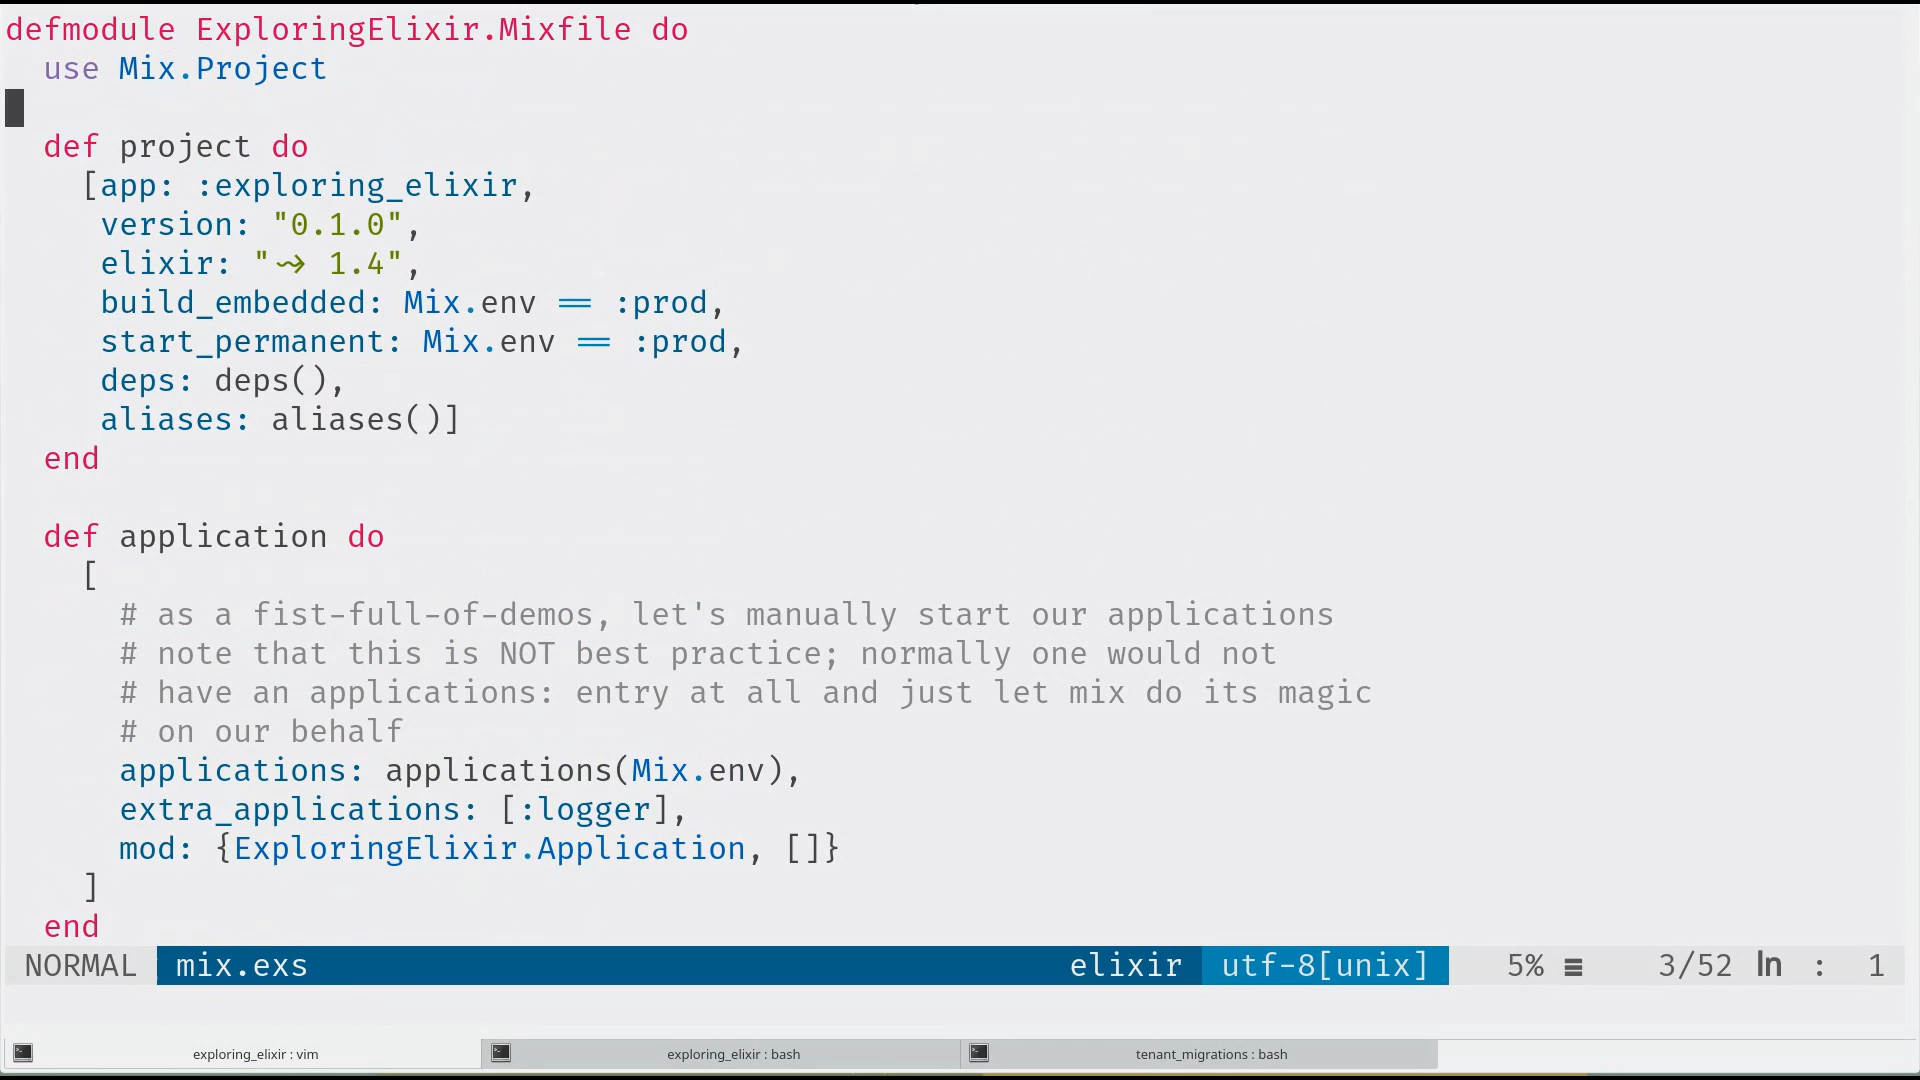 defmodule ExploringElixir.Mixfile do
  use Mix.Project

  def project do
    [app: :exploring_elixir,
     version: "0.1.0",
     elixir: "~> 1.4",
     build_embedded: Mix.env == :prod,
     start_permanent: Mix.env == :prod,
     deps: deps(),
     aliases: aliases()]
  end

  def application do
    [
      # as a fist-full-of-demos, let's manually start our applications
      # note that this is NOT best practice; normally one would not
      # have an applications: entry at all and just let mix do its magic
      # on our behalf
      applications: applications(Mix.env),
      extra_applications: [:logger],
      mod: {ExploringElixir.Application, []}
    ]
  end
NORMAL mix.exs elixir utf-8[unix] 5% ≡ 3/52 ln : 1
exploring_elixir : vim exploring_elixir : bash tenant_migrations : bash